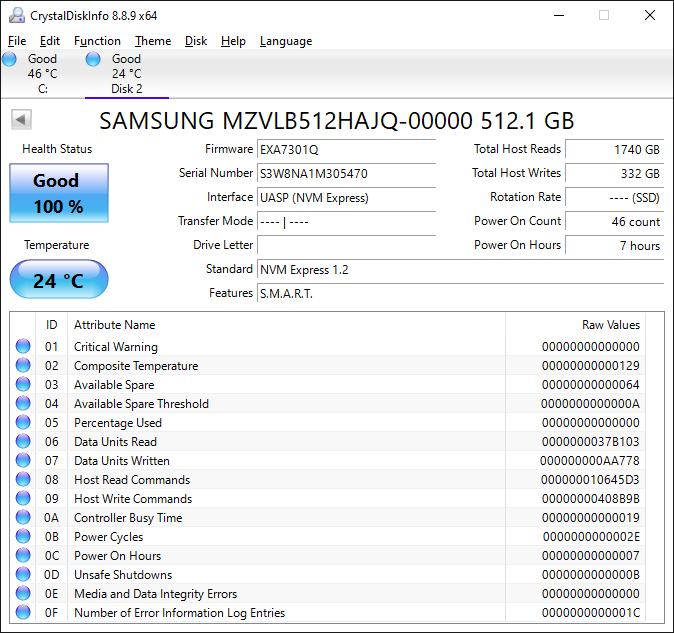 CrystalDiskInfo 8.8.9 x64
File Edit Function Theme Disk Help Language
Good Good
46 °C 24 °C
C: Disk 2
SAMSUNG MZVLB512HAJQ-00000 512.1 GB
Health Status
Good
100 %
Temperature
24 °C
Firmware EXA7301Q
Serial Number S3W8NA1M305470
Interface UASP (NVM Express)
Transfer Mode ---- | ----
Drive Letter
Standard NVM Express 1.2
Features S.M.A.R.T.
Total Host Reads 1740 GB
Total Host Writes 332 GB
Rotation Rate ---- (SSD)
Power On Count 46 count
Power On Hours 7 hours
ID Attribute Name Raw Values
01 Critical Warning 00000000000000
02 Composite Temperature 00000000000129
03 Available Spare 00000000000064
04 Available Spare Threshold 0000000000000A
05 Percentage Used 00000000000000
06 Data Units Read 0000000037B103
07 Data Units Written 00000000AA778
08 Host Read Commands 000000010645D3
09 Host Write Commands 00000000408B9B
0A Controller Busy Time 00000000000019
0B Power Cycles 0000000000002E
0C Power On Hours 00000000000007
0D Unsafe Shutdowns 0000000000000B
0E Media and Data Integrity Errors 00000000000000
0F Number of Error Information Log Entries 0000000000001C